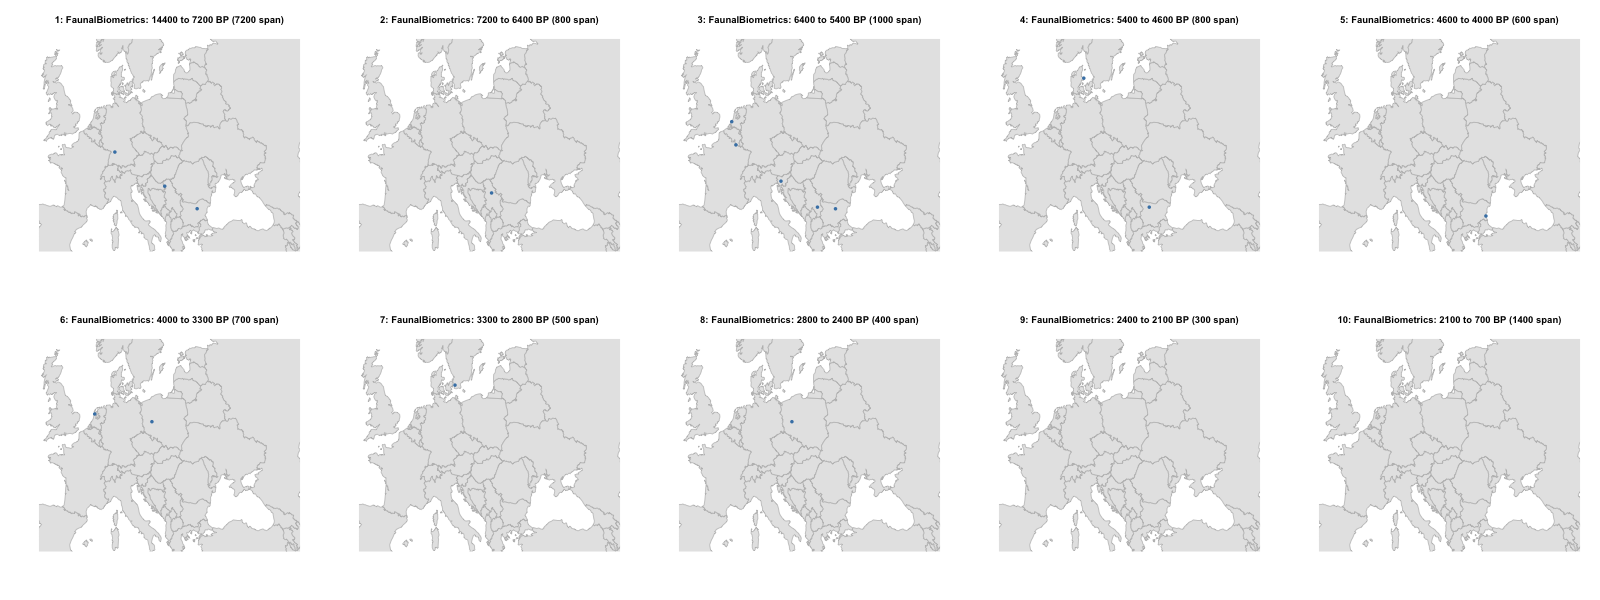 1: FaunalBiometrics: 14400 to 7200 BP (7200 span)
2: FaunalBiometrics: 7200 to 6400 BP (800 span)
3: FaunalBiometrics: 6400 to 5400 BP (1000 span)
4: FaunalBiometrics: 5400 to 4600 BP (800 span)
5: FaunalBiometrics: 4600 to 4000 BP (600 span)
6: FaunalBiometrics: 4000 to 3300 BP (700 span)
7: FaunalBiometrics: 3300 to 2800 BP (500 span)
8: FaunalBiometrics: 2800 to 2400 BP (400 span)
9: FaunalBiometrics: 2400 to 2100 BP (300 span)
10: FaunalBiometrics: 2100 to 700 BP (1400 span)